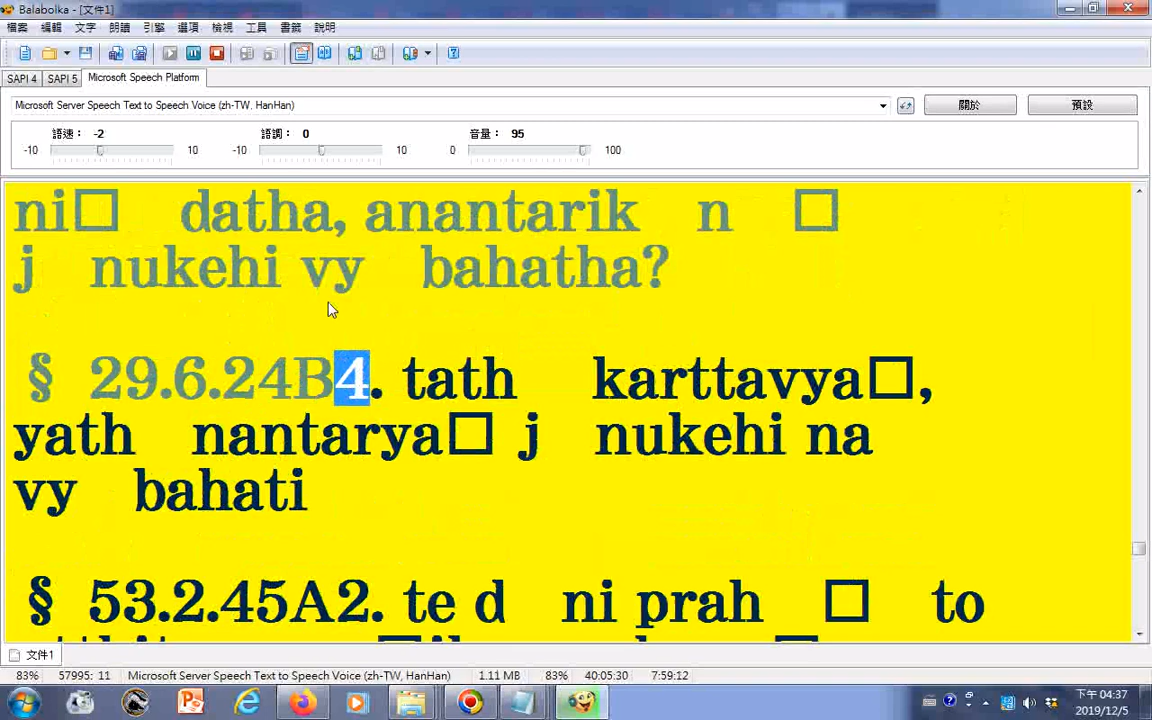 Balabolka - [文件1]
檔案 編輯 文字 朗讀 引擎 選項 檢視 工具 書籤 說明
SAPI 4 SAPI 5 Microsoft Speech Platform
Microsoft Server Speech Text to Speech Voice (zh-TW, HanHan) 關於 預設
語速： -2 語調： 0 音量： 95
-10 10 -10 10 0 100
ni□ datha, anantarik n □
j nukehi vy bahatha?
§ 29.6.24B4. tath karttavya□,
yath nantarya□ j nukehi na
vy bahati
§ 53.2.45A2. te d ni prah □ to
文件1
83% 57995: 11 Microsoft Server Speech Text to Speech Voice (zh-TW, HanHan) 1.11 MB 83% 40:05:30 7:59:12
下午 04:37
2019/12/5